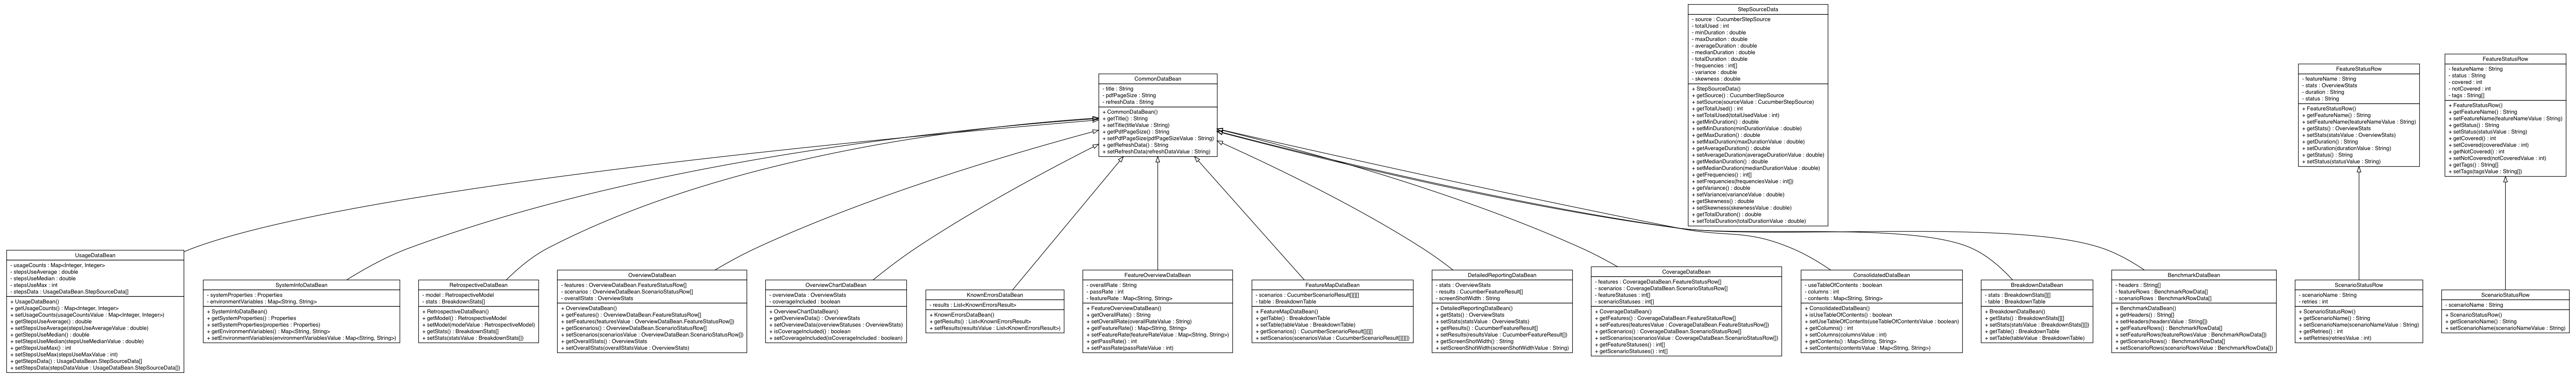 StepSourceData
- source : CucumberStepSource
- totalUsed : int
- minDuration : double
- maxDuration : double
- averageDuration : double
- medianDuration : double
- totalDuration : double
- frequencies : int[]
- variance : double
- skewness : double
+ StepSourceData()
+ getSource() : CucumberStepSource
+ setSource(sourceValue : CucumberStepSource)
+ getTotalUsed() : int
+ setTotalUsed(totalUsedValue : int)
+ getMinDuration() : double
+ setMinDuration(minDurationValue : double)
+ getMaxDuration() : double
+ setMaxDuration(maxDurationValue : double)
+ getAverageDuration() : double
+ setAverageDuration(averageDurationValue : double)
+ getMedianDuration() : double
+ setMedianDuration(medianDurationValue : double)
+ getFrequencies() : int[]
+ setFrequencies(frequenciesValue : int[])
+ getVariance() : double
+ setVariance(varianceValue : double)
+ getSkewness() : double
+ setSkewness(skewnessValue : double)
+ getTotalDuration() : double
+ setTotalDuration(totalDurationValue : double)
CommonDataBean
- title : String
- pdfPageSize : String
- refreshData : String
+ CommonDataBean()
+ getTitle() : String
+ setTitle(titleValue : String)
+ getPdfPageSize() : String
+ setPdfPageSize(pdfPageSizeValue : String)
+ getRefreshData() : String
+ setRefreshData(refreshDataValue : String)
FeatureStatusRow
- featureName : String
- stats : OverviewStats
- duration : String
- status : String
+ FeatureStatusRow()
+ getFeatureName() : String
+ setFeatureName(featureNameValue : String)
+ getStats() : OverviewStats
+ setStats(statsValue : OverviewStats)
+ getDuration() : String
+ setDuration(durationValue : String)
+ getStatus() : String
+ setStatus(statusValue : String)
FeatureStatusRow
- featureName : String
- status : String
- covered : int
- notCovered : int
- tags : String[]
+ FeatureStatusRow()
+ getFeatureName() : String
+ setFeatureName(featureNameValue : String)
+ getStatus() : String
+ setStatus(statusValue : String)
+ getCovered() : int
+ setCovered(coveredValue : int)
+ getNotCovered() : int
+ setNotCovered(notCoveredValue : int)
+ getTags() : String[]
+ setTags(tagsValue : String[])
UsageDataBean
- usageCounts : Map<Integer, Integer>
- stepsUseAverage : double
- stepsUseMedian : double
- stepsUseMax : int
- stepsData : UsageDataBean.StepSourceData[]
+ UsageDataBean()
+ getUsageCounts() : Map<Integer, Integer>
+ setUsageCounts(usageCountsValue : Map<Integer, Integer>)
+ getStepsUseAverage() : double
+ setStepsUseAverage(stepsUseAverageValue : double)
+ getStepsUseMedian() : double
+ setStepsUseMedian(stepsUseMedianValue : double)
+ getStepsUseMax() : int
+ setStepsUseMax(stepsUseMaxValue : int)
+ getStepsData() : UsageDataBean.StepSourceData[]
+ setStepsData(stepsDataValue : UsageDataBean.StepSourceData[])
SystemInfoDataBean
- systemProperties : Properties
- environmentVariables : Map<String, String>
+ SystemInfoDataBean()
+ getSystemProperties() : Properties
+ setSystemProperties(properties : Properties)
+ getEnvironmentVariables() : Map<String, String>
+ setEnvironmentVariables(environmentVariablesValue : Map<String, String>)
RetrospectiveDataBean
- model : RetrospectiveModel
- stats : BreakdownStats[]
+ RetrospectiveDataBean()
+ getModel() : RetrospectiveModel
+ setModel(modelValue : RetrospectiveModel)
+ getStats() : BreakdownStats[]
+ setStats(statsValue : BreakdownStats[])
OverviewDataBean
- features : OverviewDataBean.FeatureStatusRow[]
- scenarios : OverviewDataBean.ScenarioStatusRow[]
- overallStats : OverviewStats
+ OverviewDataBean()
+ getFeatures() : OverviewDataBean.FeatureStatusRow[]
+ setFeatures(featuresValue : OverviewDataBean.FeatureStatusRow[])
+ getScenarios() : OverviewDataBean.ScenarioStatusRow[]
+ setScenarios(scenariosValue : OverviewDataBean.ScenarioStatusRow[])
+ getOverallStats() : OverviewStats
+ setOverallStats(overallStatsValue : OverviewStats)
OverviewChartDataBean
- overviewData : OverviewStats
- coverageIncluded : boolean
+ OverviewChartDataBean()
+ getOverviewData() : OverviewStats
+ setOverviewData(overviewStatuses : OverviewStats)
+ isCoverageIncluded() : boolean
+ setCoverageIncluded(isCoverageIncluded : boolean)
KnownErrorsDataBean
- results : List<KnownErrorsResult>
+ KnownErrorsDataBean()
+ getResults() : List<KnownErrorsResult>
+ setResults(resultsValue : List<KnownErrorsResult>)
FeatureOverviewDataBean
- overallRate : String
- passRate : int
- featureRate : Map<String, String>
+ FeatureOverviewDataBean()
+ getOverallRate() : String
+ setOverallRate(overallRateValue : String)
+ getFeatureRate() : Map<String, String>
+ setFeatureRate(featureRateValue : Map<String, String>)
+ getPassRate() : int
+ setPassRate(passRateValue : int)
FeatureMapDataBean
- scenarios : CucumberScenarioResult[][][]
- table : BreakdownTable
+ FeatureMapDataBean()
+ getTable() : BreakdownTable
+ setTable(tableValue : BreakdownTable)
+ getScenarios() : CucumberScenarioResult[][][]
+ setScenarios(scenariosValue : CucumberScenarioResult[][][])
DetailedReportingDataBean
- stats : OverviewStats
- results : CucumberFeatureResult[]
- screenShotWidth : String
+ DetailedReportingDataBean()
+ getStats() : OverviewStats
+ setStats(statsValue : OverviewStats)
+ getResults() : CucumberFeatureResult[]
+ setResults(resultsValue : CucumberFeatureResult[])
+ getScreenShotWidth() : String
+ setScreenShotWidth(screenShotWidthValue : String)
CoverageDataBean
- features : CoverageDataBean.FeatureStatusRow[]
- scenarios : CoverageDataBean.ScenarioStatusRow[]
- featureStatuses : int[]
- scenarioStatuses : int[]
+ CoverageDataBean()
+ getFeatures() : CoverageDataBean.FeatureStatusRow[]
+ setFeatures(featuresValue : CoverageDataBean.FeatureStatusRow[])
+ getScenarios() : CoverageDataBean.ScenarioStatusRow[]
+ setScenarios(scenariosValue : CoverageDataBean.ScenarioStatusRow[])
+ getFeatureStatuses() : int[]
+ getScenarioStatuses() : int[]
ConsolidatedDataBean
- useTableOfContents : boolean
- columns : int
- contents : Map<String, String>
+ ConsolidatedDataBean()
+ isUseTableOfContents() : boolean
+ setUseTableOfContents(useTableOfContentsValue : boolean)
+ getColumns() : int
+ setColumns(columnsValue : int)
+ getContents() : Map<String, String>
+ setContents(contentsValue : Map<String, String>)
BreakdownDataBean
- stats : BreakdownStats[][]
- table : BreakdownTable
+ BreakdownDataBean()
+ getStats() : BreakdownStats[][]
+ setStats(statsValue : BreakdownStats[][])
+ getTable() : BreakdownTable
+ setTable(tableValue : BreakdownTable)
BenchmarkDataBean
- headers : String[]
- featureRows : BenchmarkRowData[]
- scenarioRows : BenchmarkRowData[]
+ BenchmarkDataBean()
+ getHeaders() : String[]
+ setHeaders(headersValue : String[])
+ getFeatureRows() : BenchmarkRowData[]
+ setFeatureRows(featureRowsValue : BenchmarkRowData[])
+ getScenarioRows() : BenchmarkRowData[]
+ setScenarioRows(scenarioRowsValue : BenchmarkRowData[])
ScenarioStatusRow
- scenarioName : String
- retries : int
+ ScenarioStatusRow()
+ getScenarioName() : String
+ setScenarioName(scenarioNameValue : String)
+ getRetries() : int
+ setRetries(retriesValue : int)
ScenarioStatusRow
- scenarioName : String
+ ScenarioStatusRow()
+ getScenarioName() : String
+ setScenarioName(scenarioNameValue : String)